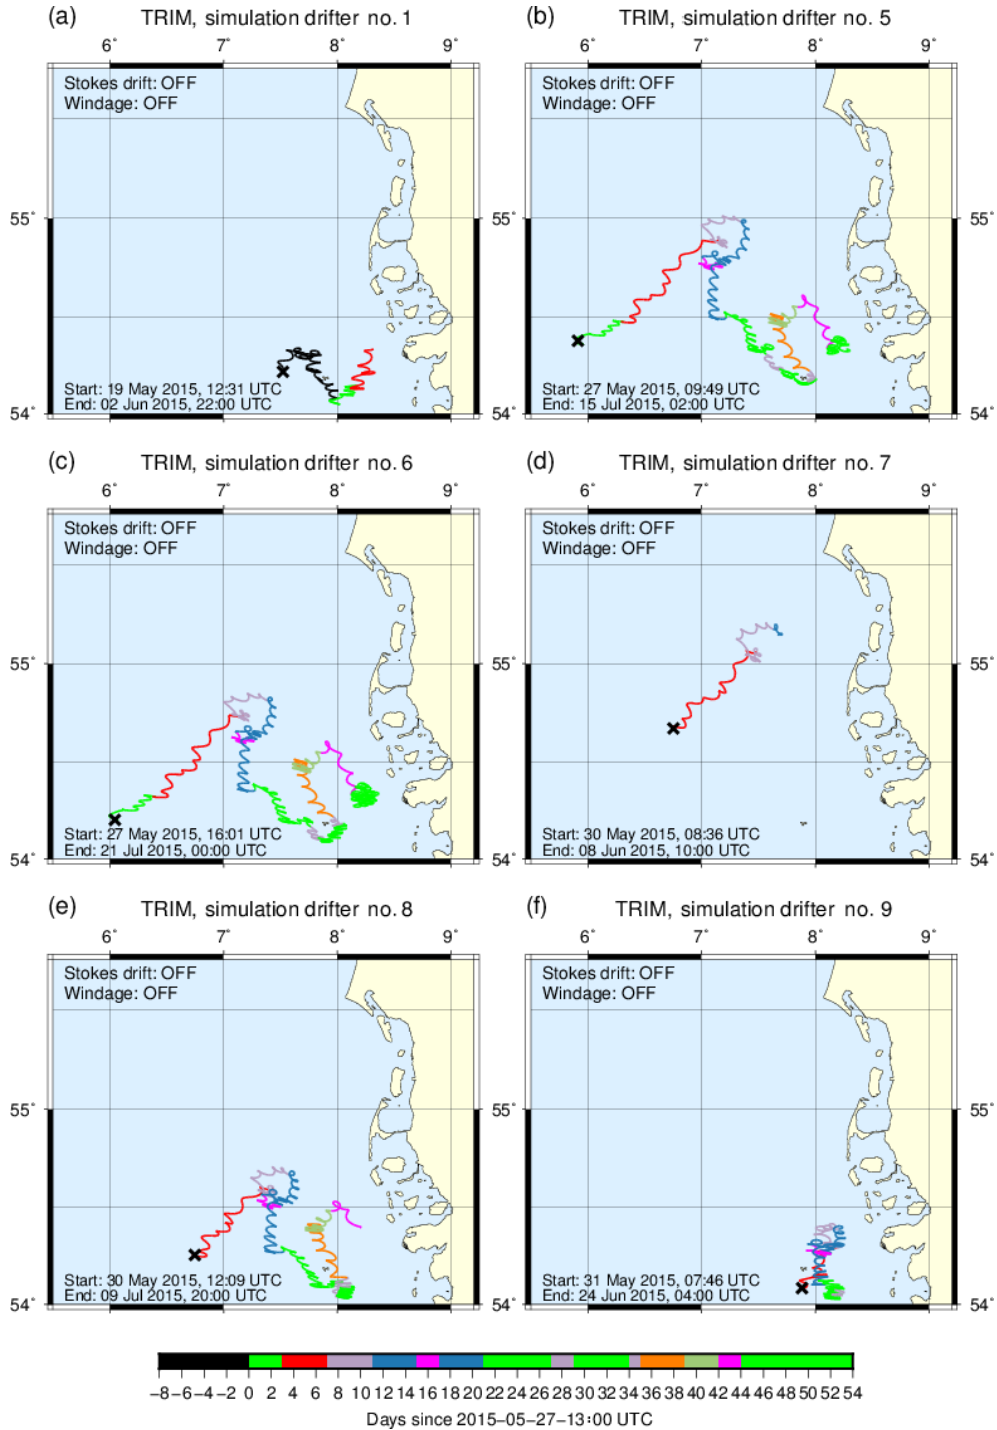 (a) TRIM, simulation drifter no. 1
6° 7° 8° 9°
Stokes drift: OFF
Windage: OFF
55°
54°
Start: 19 May 2015, 12:31 UTC
End: 02 Jun 2015, 22:00 UTC
(b) TRIM, simulation drifter no. 5
6° 7° 8° 9°
Stokes drift: OFF
Windage: OFF
55°
54°
Start: 27 May 2015, 09:49 UTC
End: 15 Jul 2015, 02:00 UTC
(c) TRIM, simulation drifter no. 6
6° 7° 8° 9°
Stokes drift: OFF
Windage: OFF
55°
54°
Start: 27 May 2015, 16:01 UTC
End: 21 Jul 2015, 00:00 UTC
(d) TRIM, simulation drifter no. 7
6° 7° 8° 9°
Stokes drift: OFF
Windage: OFF
55°
54°
Start: 30 May 2015, 08:36 UTC
End: 08 Jun 2015, 10:00 UTC
(e) TRIM, simulation drifter no. 8
6° 7° 8° 9°
Stokes drift: OFF
Windage: OFF
55°
54°
Start: 30 May 2015, 12:09 UTC
End: 09 Jul 2015, 20:00 UTC
(f) TRIM, simulation drifter no. 9
6° 7° 8° 9°
Stokes drift: OFF
Windage: OFF
55°
54°
Start: 31 May 2015, 07:46 UTC
End: 24 Jun 2015, 04:00 UTC
−8 −6 −4 −2 0 2 4 6 8 10 12 14 16 18 20 22 24 26 28 30 32 34 36 38 40 42 44 46 48 50 52 54
Days since 2015−05−27−13:00 UTC